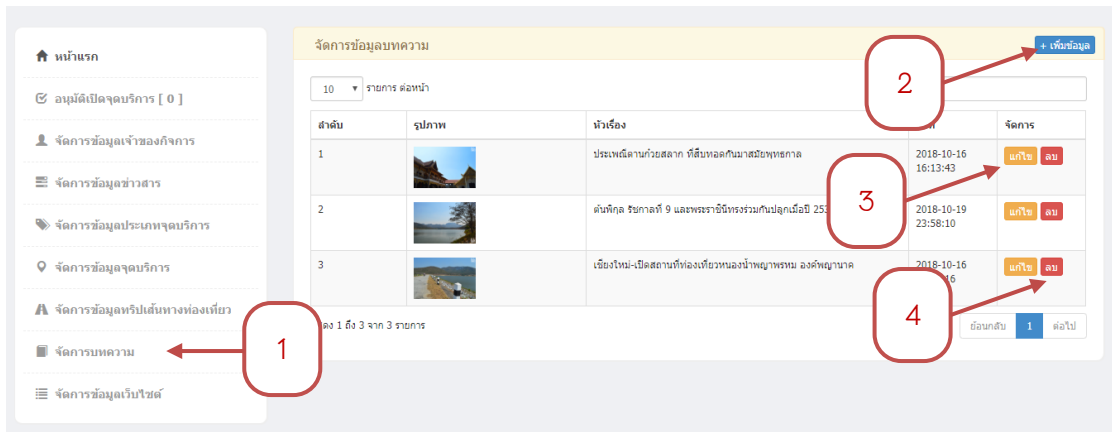 หน้าแรก
อนุมัติเปิดจุดบริการ [ 0 ]
จัดการข้อมูลเจ้าของกิจการ
จัดการข้อมูลข่าวสาร
จัดการข้อมูลประเภทจุดบริการ
จัดการข้อมูลจุดบริการ
จัดการข้อมูลทริปเส้นทางท่องเที่ยว
จัดการบทความ
จัดการข้อมูลเว็บไซต์
1
จัดการข้อมูลบทความ
+ เพิ่มข้อมูล
2
10 รายการ ต่อหน้า
ลำดับ รูปภาพ หัวเรื่อง จัดการ
1 ประเพณีตานก๋วยสลาก ที่สืบทอดกันมาสมัยพุทธกาล 2018-10-16 แก้ไข ลบ
16:13:43
3
2 ต้นพิกุล รัชกาลที่ 9 และพระราชินีทรงร่วมกันปลูกเมื่อปี 2018-10-19 แก้ไข ลบ
23:58:10
3 เชียงใหม่-เปิดสถานที่ท่องเที่ยวหนองน้ำพญาพรหม องค์พญานาค 2018-10-16 แก้ไข ลบ
16
4
1 ถึง 3 จาก 3 รายการ
ย้อนกลับ 1 ต่อไป